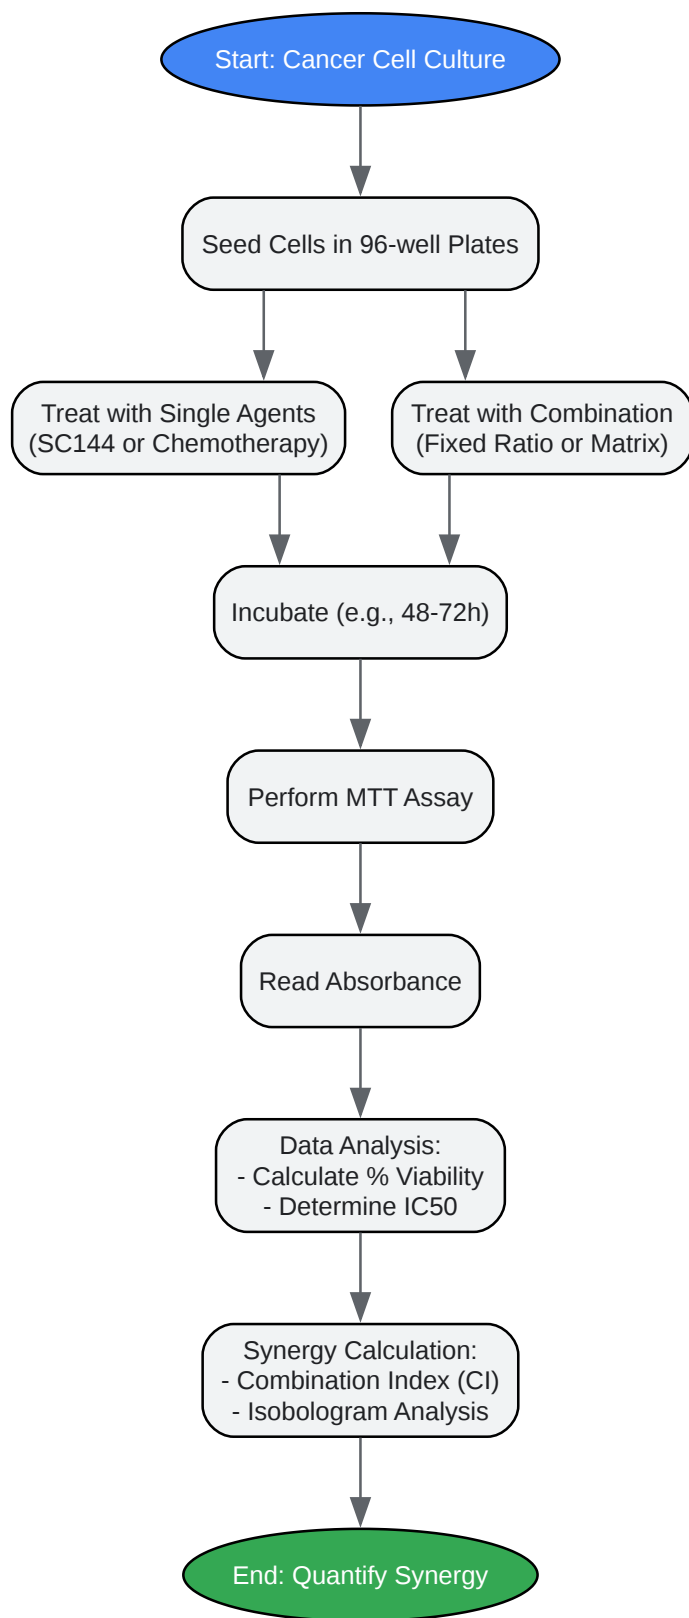 Start: Cancer Cell Culture
Seed Cells in 96-well Plates
Treat with Single Agents
(SC144 or Chemotherapy)
Treat with Combination
(Fixed Ratio or Matrix)
Incubate (e.g., 48-72h)
Perform MTT Assay
Read Absorbance
Data Analysis:
- Calculate % Viability
- Determine IC50
Synergy Calculation:
- Combination Index (CI)
- Isobologram Analysis
End: Quantify Synergy